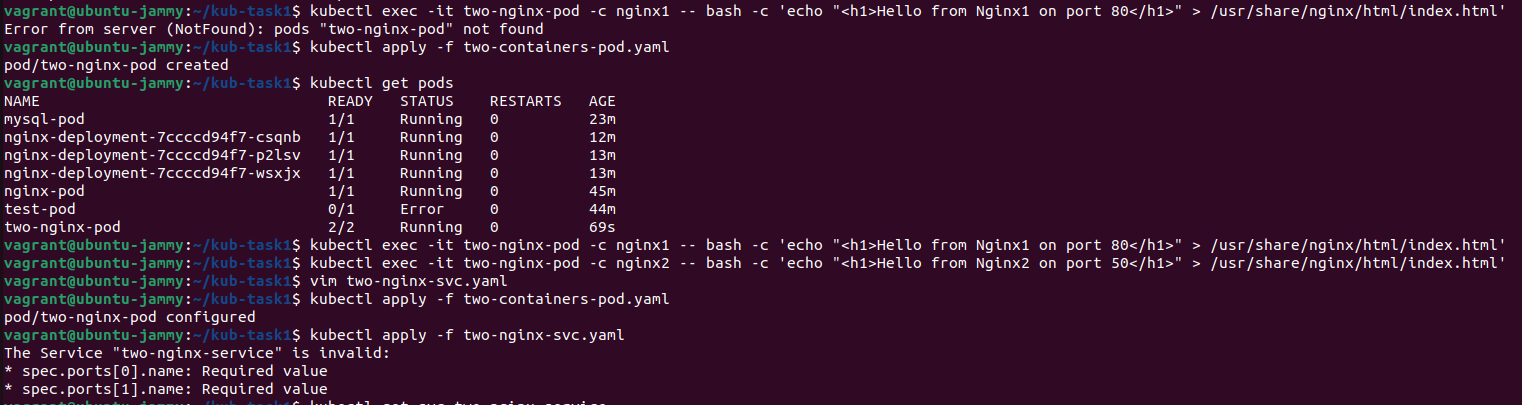 vagrant@ubuntu-jammy:~/kub-task1$ kubectl exec -it two-nginx-pod -c nginx1 -- bash -c 'echo "<h1>Hello from Nginx1 on port 80</h1>" > /usr/share/nginx/html/index.html'
Error from server (NotFound): pods "two-nginx-pod" not found
vagrant@ubuntu-jammy:~/kub-task1$ kubectl apply -f two-containers-pod.yaml
pod/two-nginx-pod created
vagrant@ubuntu-jammy:~/kub-task1$ kubectl get pods
NAME READY STATUS RESTARTS AGE
mysql-pod 1/1 Running 0 23m
nginx-deployment-7ccccd94f7-csqnb 1/1 Running 0 12m
nginx-deployment-7ccccd94f7-p2lsv 1/1 Running 0 13m
nginx-deployment-7ccccd94f7-wsxjx 1/1 Running 0 13m
nginx-pod 1/1 Running 0 45m
test-pod 0/1 Error 0 44m
two-nginx-pod 2/2 Running 0 69s
vagrant@ubuntu-jammy:~/kub-task1$ kubectl exec -it two-nginx-pod -c nginx1 -- bash -c 'echo "<h1>Hello from Nginx1 on port 80</h1>" > /usr/share/nginx/html/index.html'
vagrant@ubuntu-jammy:~/kub-task1$ kubectl exec -it two-nginx-pod -c nginx2 -- bash -c 'echo "<h1>Hello from Nginx2 on port 50</h1>" > /usr/share/nginx/html/index.html'
vagrant@ubuntu-jammy:~/kub-task1$ vim two-nginx-svc.yaml
vagrant@ubuntu-jammy:~/kub-task1$ kubectl apply -f two-containers-pod.yaml
pod/two-nginx-pod configured
vagrant@ubuntu-jammy:~/kub-task1$ kubectl apply -f two-nginx-svc.yaml
The Service "two-nginx-service" is invalid:
* spec.ports[0].name: Required value
* spec.ports[1].name: Required value
vagrant@ubuntu-jammy:~/kub-task1$ kubectl get svc two-nginx-service